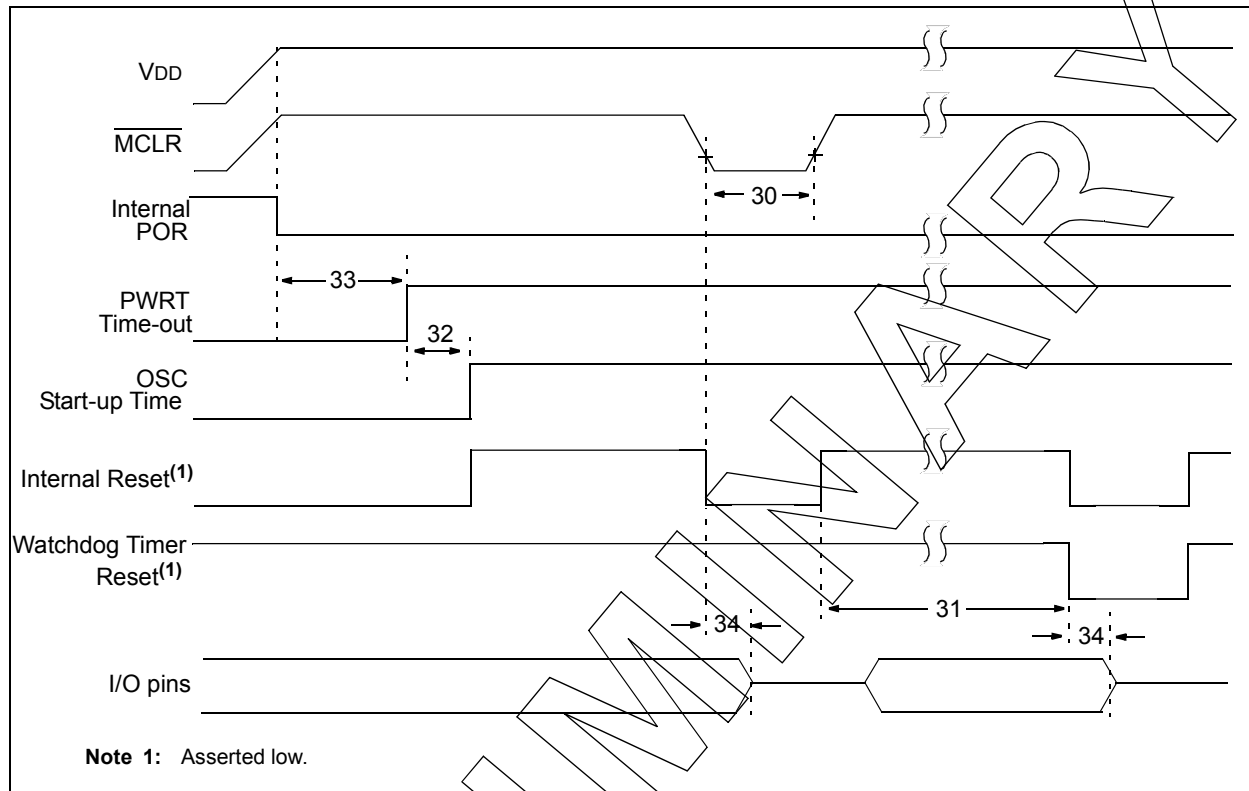 VDD
MCLR
30
Internal
POR
33
PWRT
Time-out
32
OSC
Start-up Time
Internal Reset(1)
Watchdog Timer
Reset(1)
31
34
34
I/O pins
Note 1: Asserted low.
IMINARY